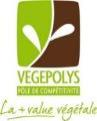 VEGEPOLYS
PÔLE DE COMPÉTITIVITÉ
La + value végétale